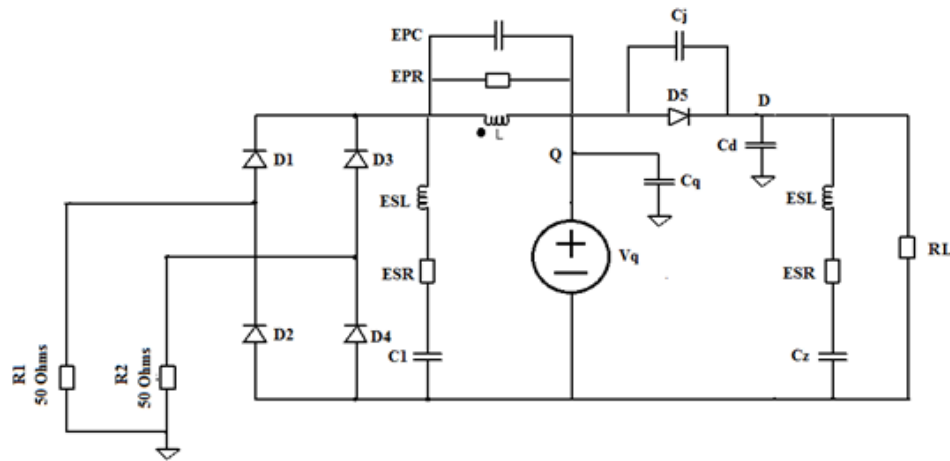 EPC
Cj
EPR
D5
D
L
D1
D3
Q
Cd
Cq
ESL
ESL
Vq
RL
ESR
ESR
D2
D4
C1
Cz
R1
50 Ohms
R2
50 Ohms